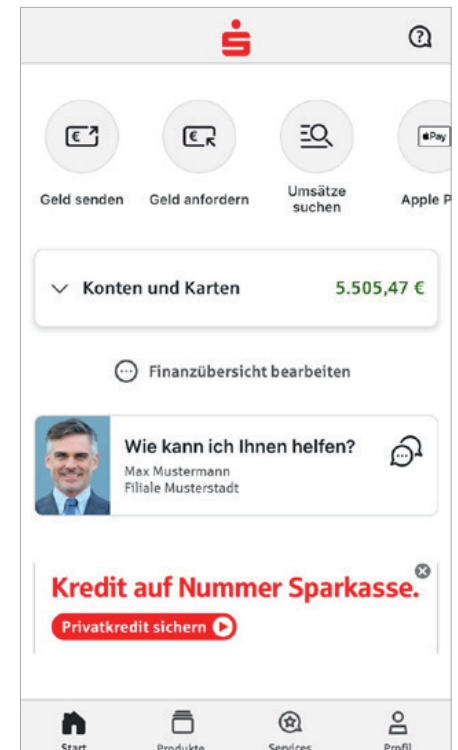 Geld senden
Geld anfordern
Umsätze
suchen
Pay
Apple P
Konten und Karten
5.505,47 €
Finanzübersicht bearbeiten
Wie kann ich Ihnen helfen?
Max Mustermann
Filiale Musterstadt
Kredit auf Nummer Sparkasse.
Privatkredit sichern
Start
Produkte
Services
Profil